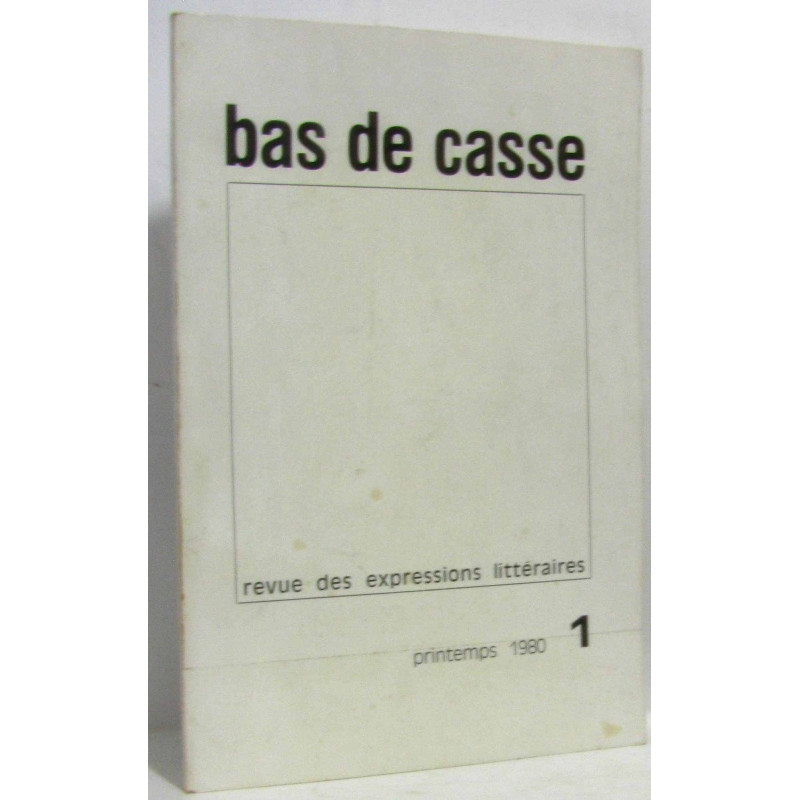 bas de casse
revue des expressions littéraires
printemps 1980 1